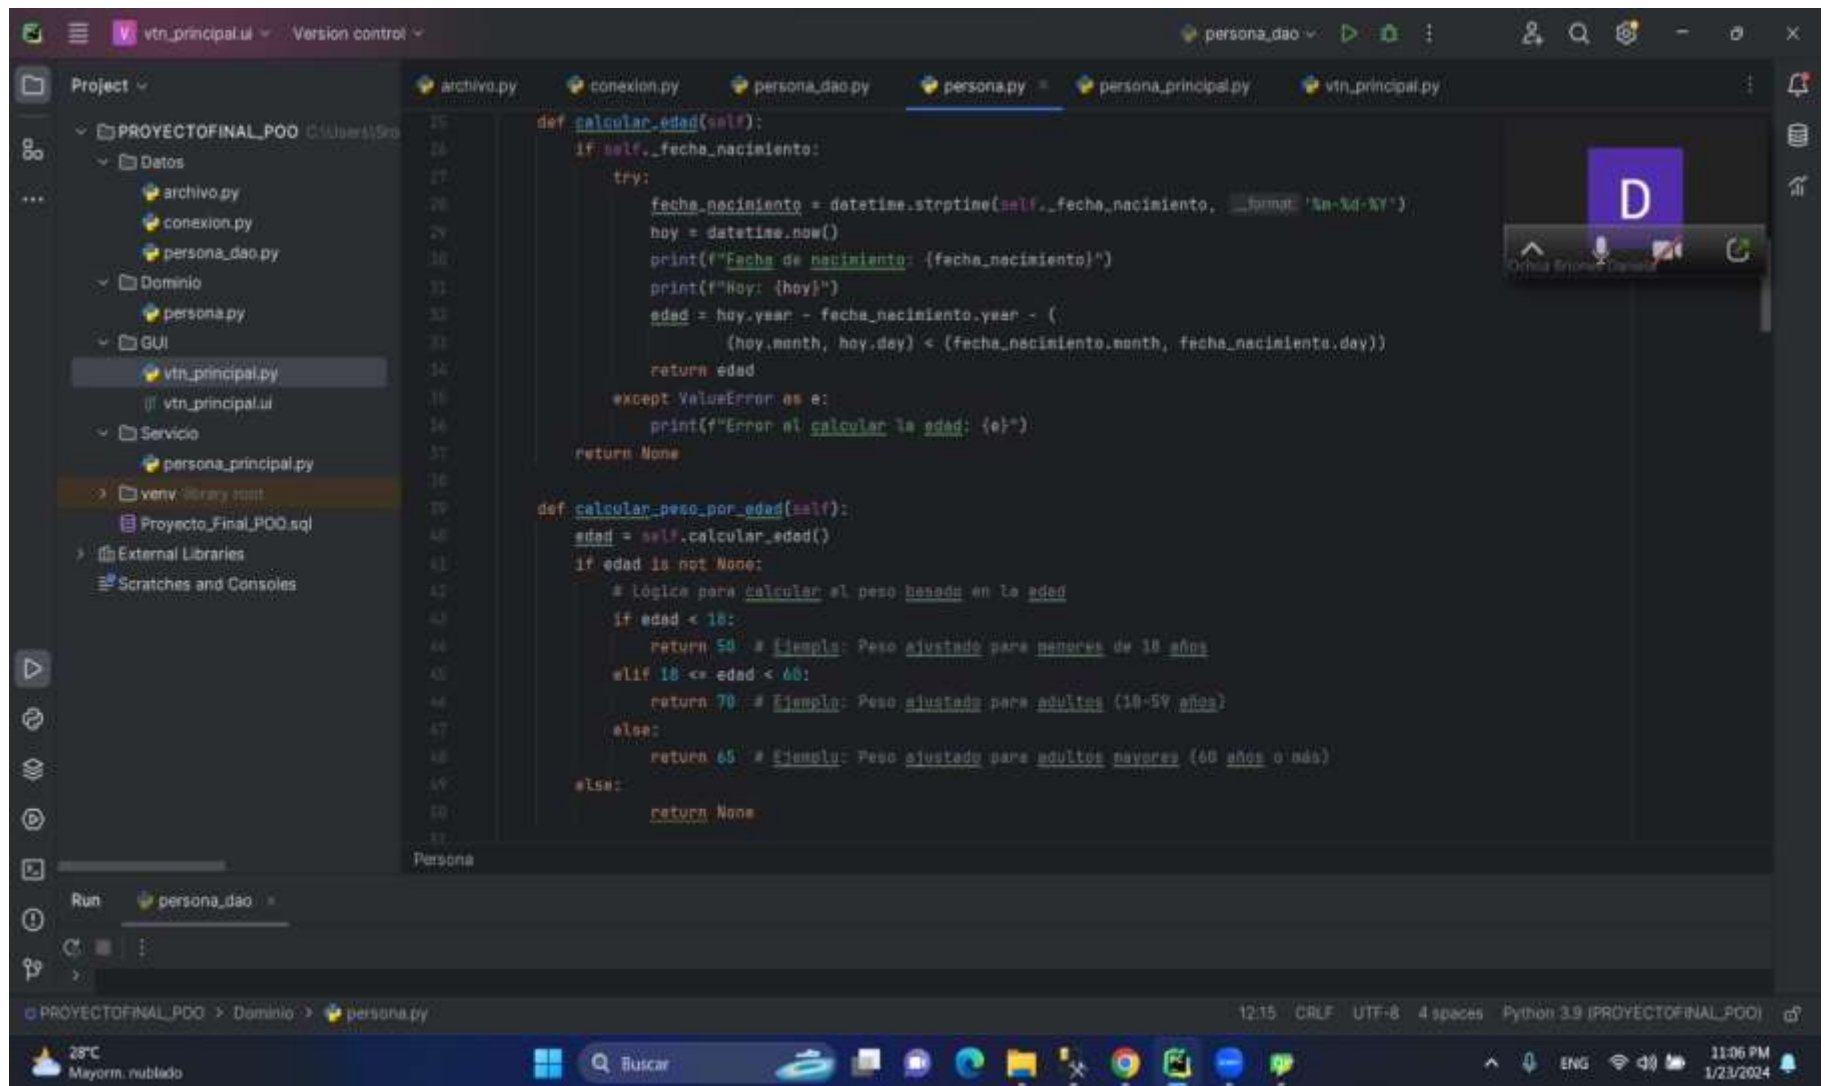 V vtn_principal.ui Version control persona_dao
Project
archivo.py conexion.py persona_dao.py persona.py persona_principal.py vtn_principal.py
PROYECTOFINAL_POO
Datos
archivo.py
conexion.py
persona_dao.py
Dominio
persona.py
GUI
vtn_principal.py
vtn_principal.ui
Servicio
persona_principal.py
venv library root
Proyecto_Final_POO.sql
External Libraries
Scratches and Consoles
def calcular_edad(self):
if self._fecha_nacimiento:
try:
fecha_nacimiento = datetime.strptime(self._fecha_nacimiento, __format: '%m-%d-%Y')
hoy = datetime.now()
print(f"Fecha de nacimiento: {fecha_nacimiento}")
print(f"Hoy: {hoy}")
edad = hoy.year - fecha_nacimiento.year - (
(hoy.month, hoy.day) < (fecha_nacimiento.month, fecha_nacimiento.day))
return edad
except ValueError as e:
print(f"Error al calcular la edad: {e}")
return None
def calcular_peso_por_edad(self):
edad = self.calcular_edad()
if edad is not None:
# Lógica para calcular el peso basado en la edad
if edad < 18:
return 50 # Ejemplo: Peso ajustado para menores de 18 años
elif 18 <= edad < 60:
return 70 # Ejemplo: Peso ajustado para adultos (18-59 años)
else:
return 65 # Ejemplo: Peso ajustado para adultos mayores (60 años o más)
else:
return None
D
Persona
Run persona_dao
PROYECTOFINAL_POO > Dominio > persona.py
12:15 CRLF UTF-8 4 spaces Python 3.9 (PROYECTOFINAL_POO)
28°C
Mayorm. nublado
Buscar
ENG
11:06 PM
1/23/2024